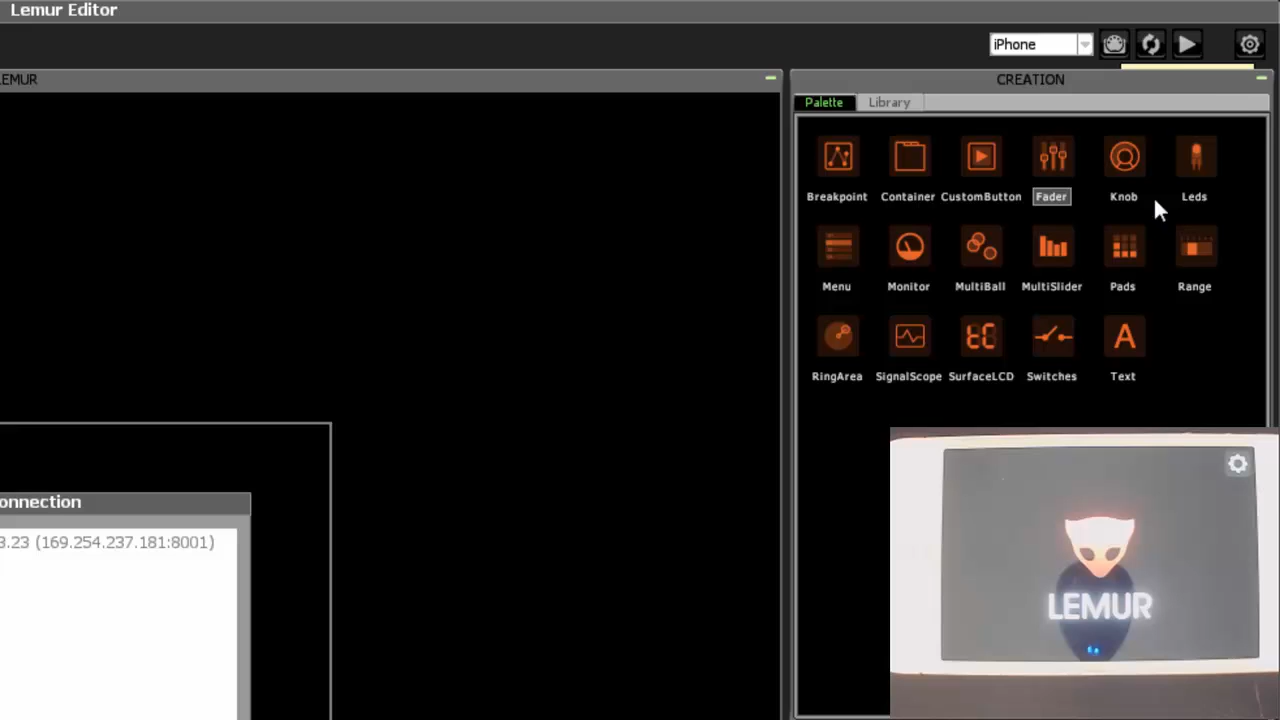 Lemur Editor
iPhone
LEMUR
CREATION
Palette
Library
Breakpoint
Container
CustomButton
Fader
Knob
Leds
Menu
Monitor
MultiBall
MultiSlider
Pads
Range
RingArea
SignalScope
SurfaceLCD
Switches
Text
onnection
3.23 (169.254.237.181:8001)
LEMUR